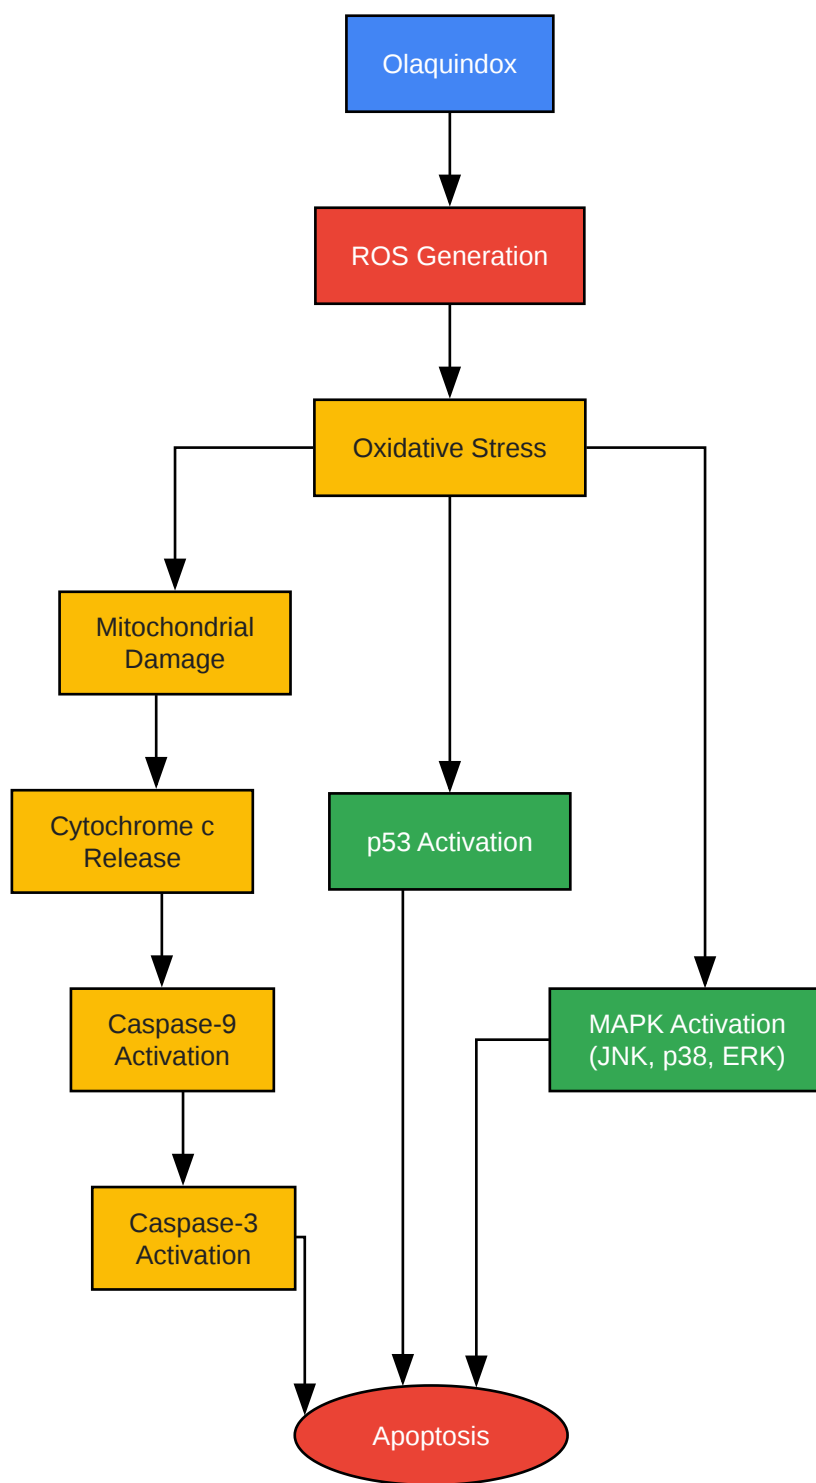 Olaquindox
ROS Generation
Oxidative Stress
Mitochondrial
Damage
Cytochrome c
Release
p53 Activation
Caspase-9
Activation
MAPK Activation
(JNK, p38, ERK)
Caspase-3
Activation
Apoptosis